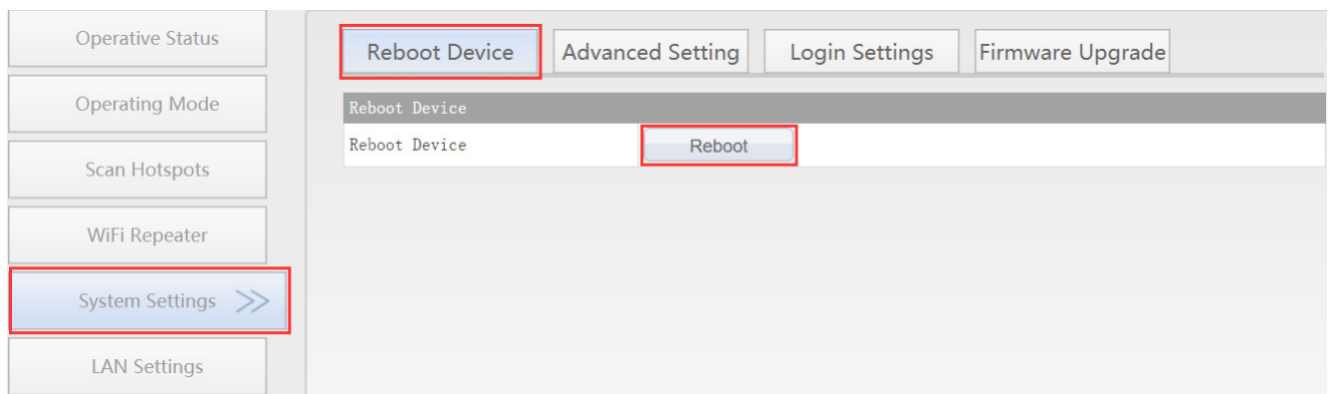 Operative Status
Operating Mode
Scan Hotspots
WiFi Repeater
System Settings >>
LAN Settings
Reboot Device
Advanced Setting
Login Settings
Firmware Upgrade
Reboot Device
Reboot Device
Reboot